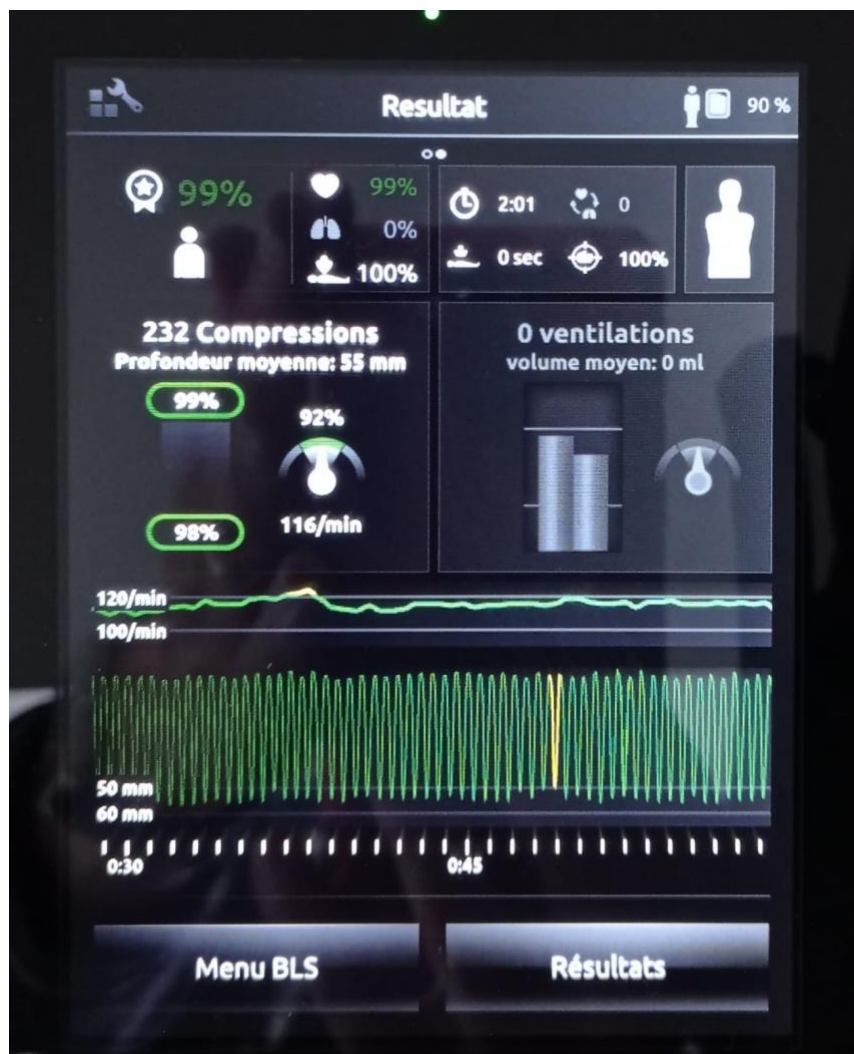 Resultat
90 %
99%
99%
0%
100%
2:01
0
0 sec
100%
232 Compressions
Profondeur moyenne: 55 mm
99%
92%
98%
116/min
0 ventilations
volume moyen: 0 ml
120/min
100/min
50 mm
60 mm
0:30
0:45
Menu BLS
Résultats